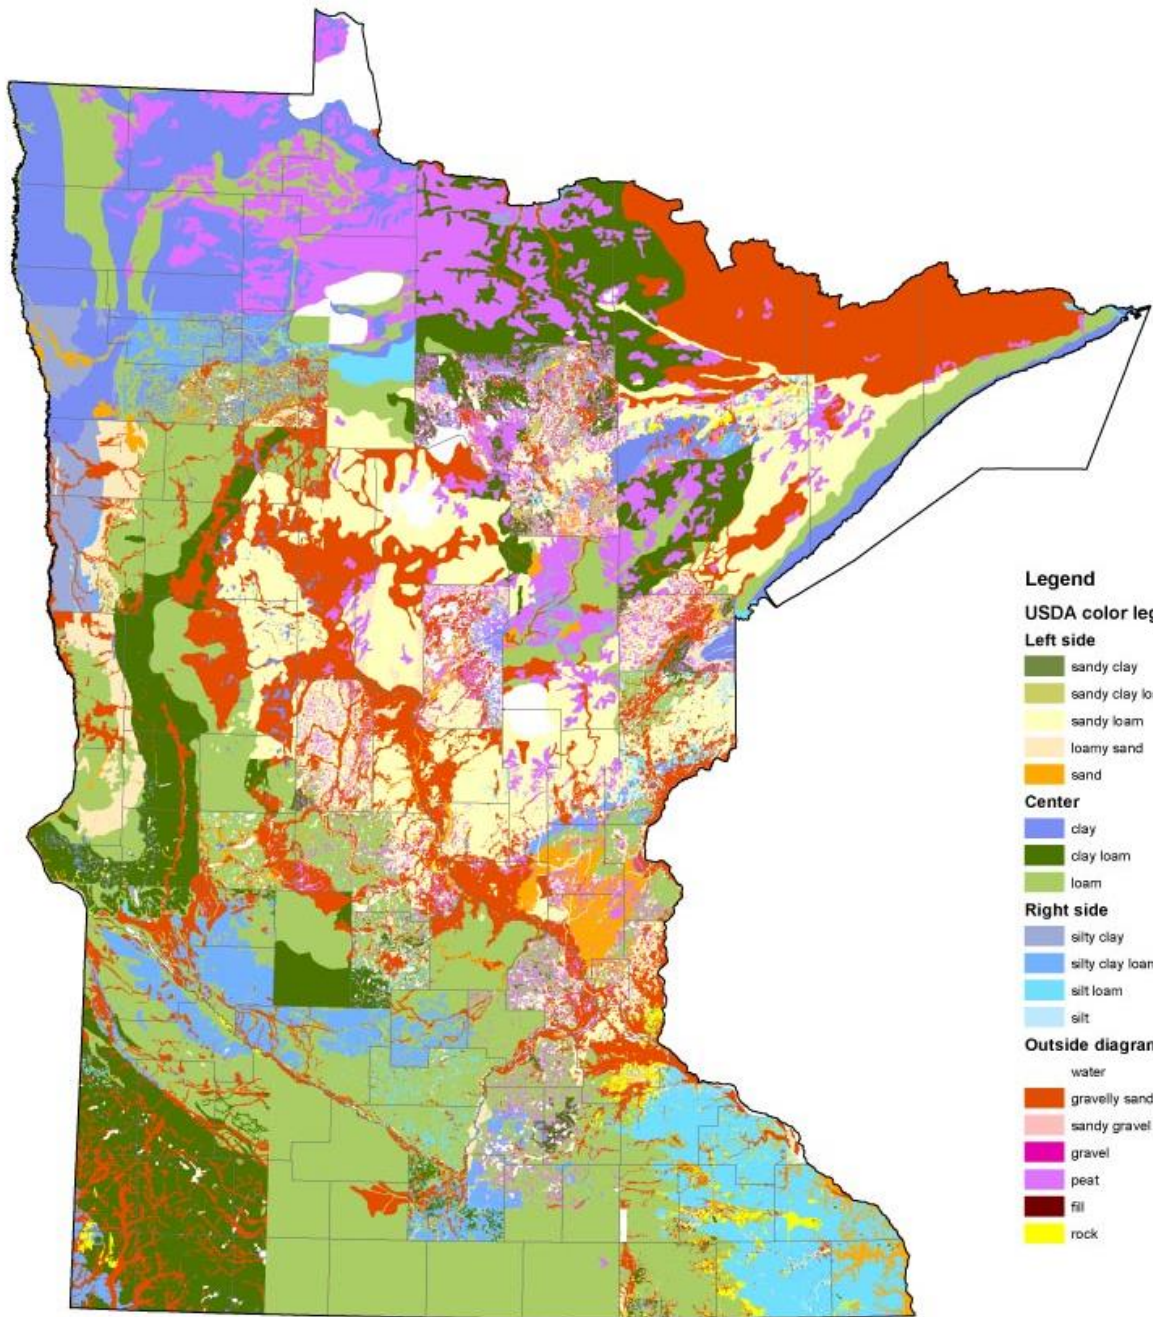 Legend
USDA color leg
Left side
sandy clay
sandy clay lo
sandy loam
loamy sand
sand
Center
clay
clay loam
loam
Right side
silty clay
silty clay loam
silt loam
silt
Outside diagram
water
gravelly sand
sandy gravel
gravel
peat
fill
rock